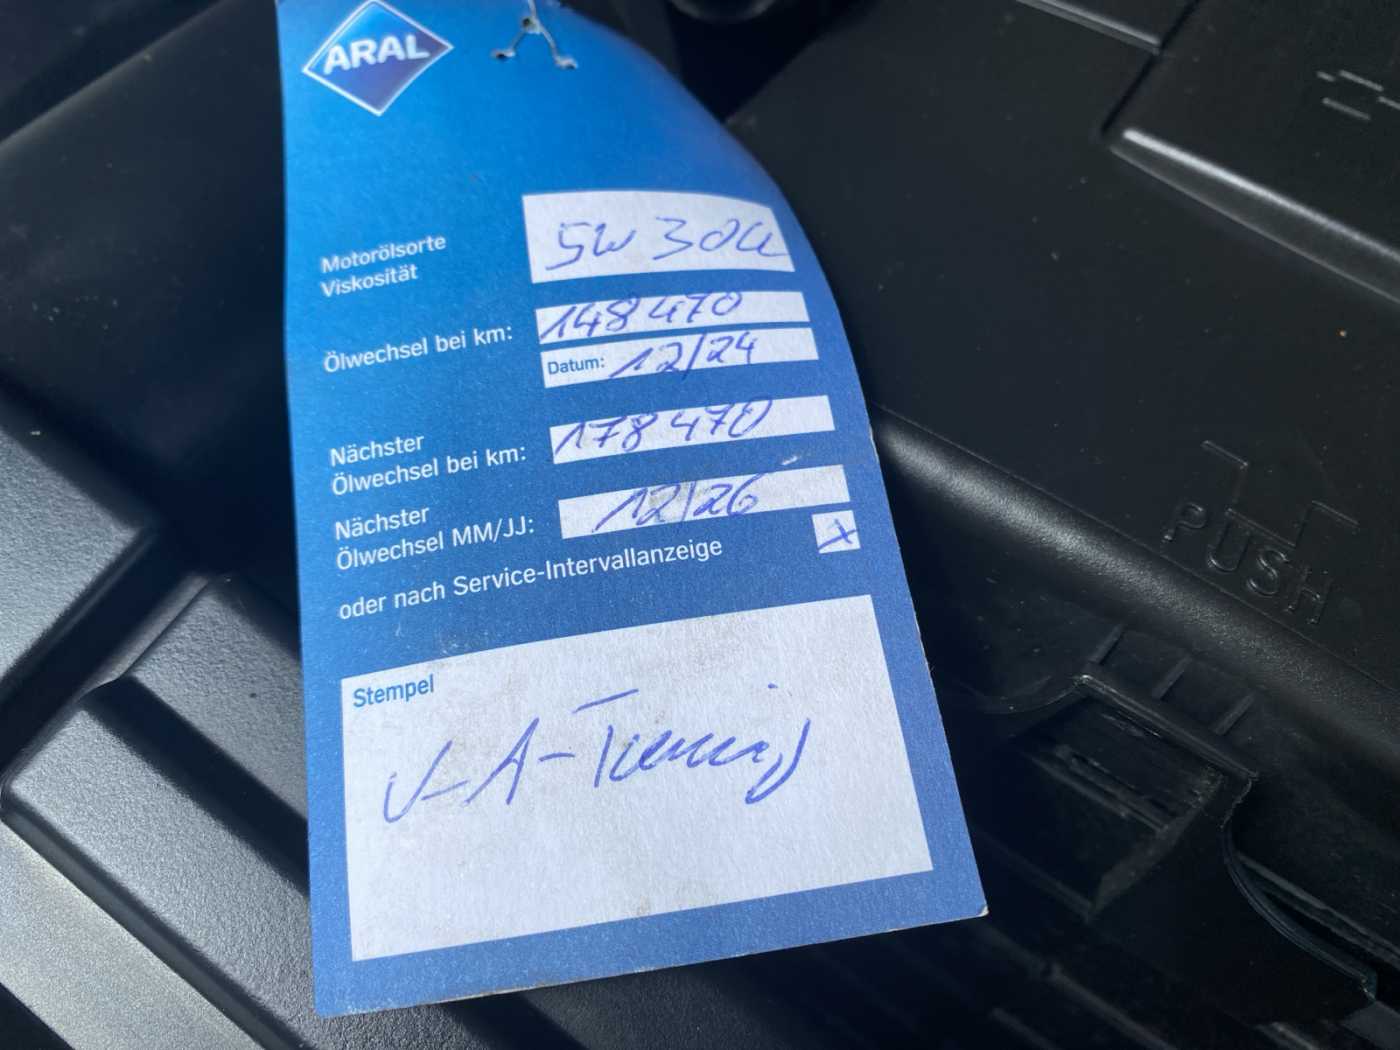 ARAL
Motorölsorte
Viskosität
5W30
Ölwechsel bei km: 148470
Datum: 12/24
Nächster
Ölwechsel bei km: 178470
Nächster
Ölwechsel MM/JJ: 12/26
oder nach Service-Intervallanzeige x
Stempel
V-A-Tuning
PUSH